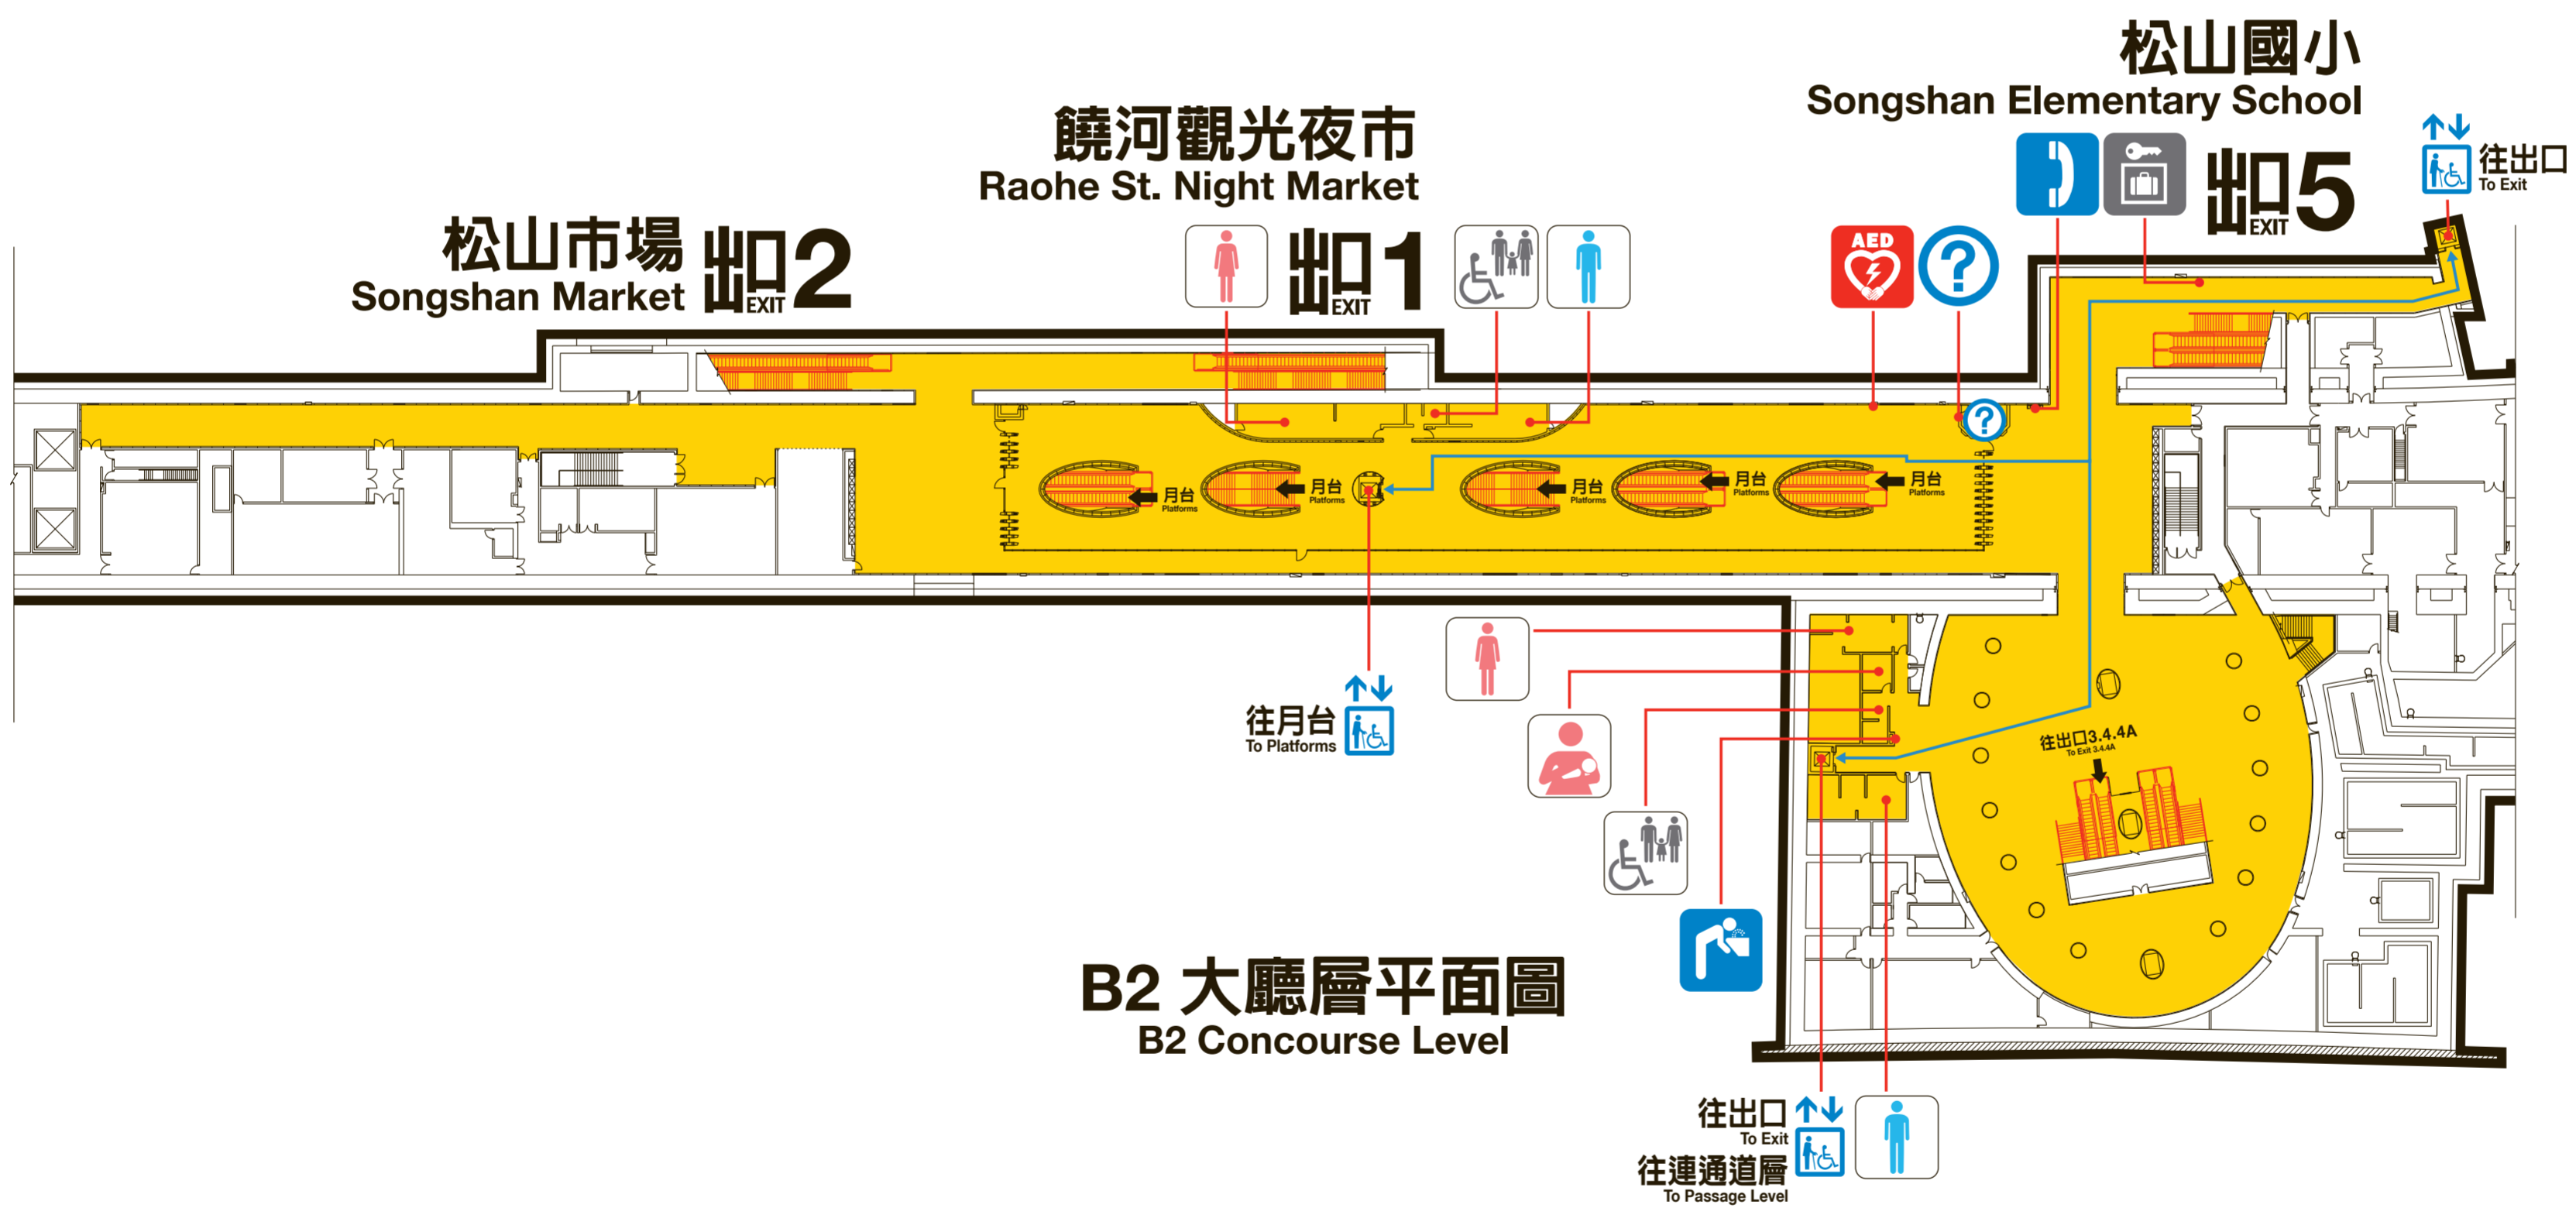 松山國小
Songshan Elementary School
出口 EXIT 5
往出口
To Exit
饒河觀光夜市
Raohe St. Night Market
出口 EXIT 1
松山市場
Songshan Market
出口 EXIT 2
AED
?
?
月台
Platforms
月台
Platforms
月台
Platforms
月台
Platforms
月台
Platforms
往月台
To Platforms
往出口3.4.4A
To Exit 3.4.4A
B2 大廳層平面圖
B2 Concourse Level
往出口
To Exit
往連通道層
To Passage Level